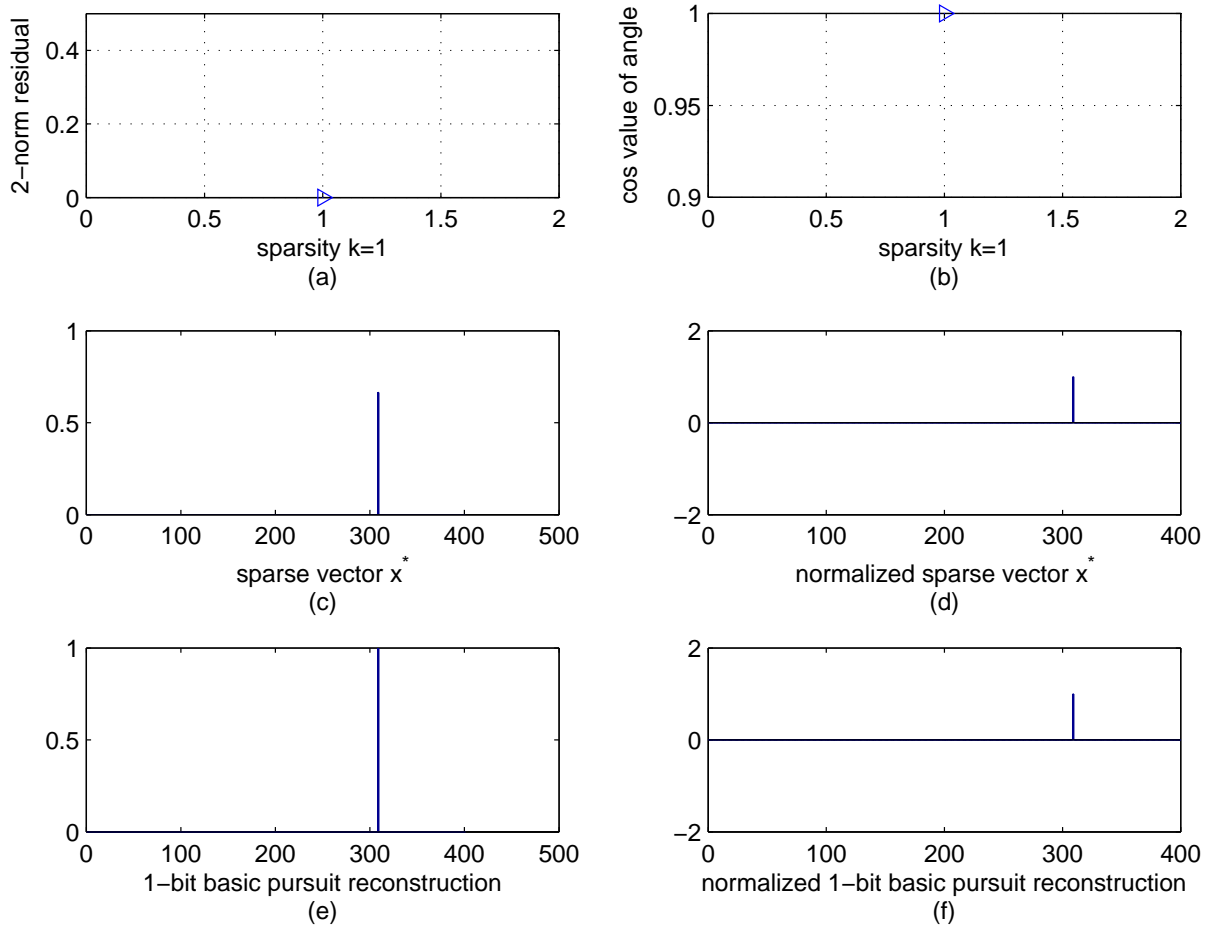 2−norm residual
0.4
0.2
0
0 0.5 1 1.5 2
sparsity k=1
(a)
cos value of angle
1
0.95
0.9
0 0.5 1 1.5 2
sparsity k=1
(b)
1
0.5
0
0 100 200 300 400 500
sparse vector x*
(c)
2
0
−2
0 100 200 300 400
normalized sparse vector x*
(d)
1
0.5
0
0 100 200 300 400 500
1−bit basic pursuit reconstruction
(e)
2
0
−2
0 100 200 300 400
normalized 1−bit basic pursuit reconstruction
(f)